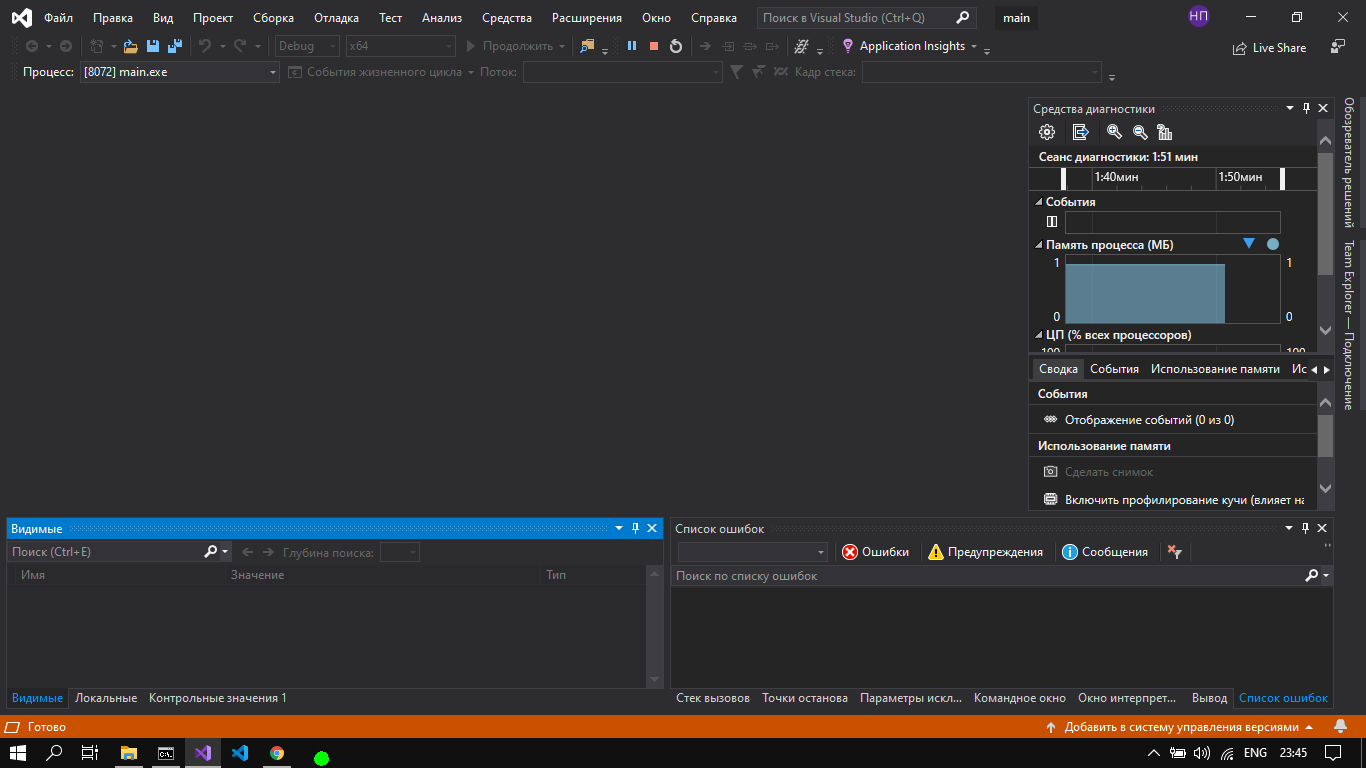 Файл Правка Вид Проект Сборка Отладка Тест Анализ Средства Расширения Окно Справка Поиск в Visual Studio (Ctrl+Q) main НП
Debug x64 Продолжить Application Insights Live Share
Процесс: [8072] main.exe События жизненного цикла Поток: Кадр стека:
Средства диагностики
Сеанс диагностики: 1:51 мин
1:40мин 1:50мин
События
Память процесса (МБ)
1 1
0 0
ЦП (% всех процессоров)
100 100
Сводка События Использование памяти Ис
События
Отображение событий (0 из 0)
Использование памяти
Сделать снимок
Включить профилирование кучи (влияет на
Обозреватель решений
Team Explorer — Подключение
Видимые
Поиск (Ctrl+E) Глубина поиска:
Имя Значение Тип
Видимые Локальные Контрольные значения 1
Список ошибок
Ошибки Предупреждения Сообщения
Поиск по списку ошибок
Стек вызовов Точки останова Параметры искл... Командное окно Окно интерпрет... Вывод Список ошибок
Готово Добавить в систему управления версиями
ENG 23:45